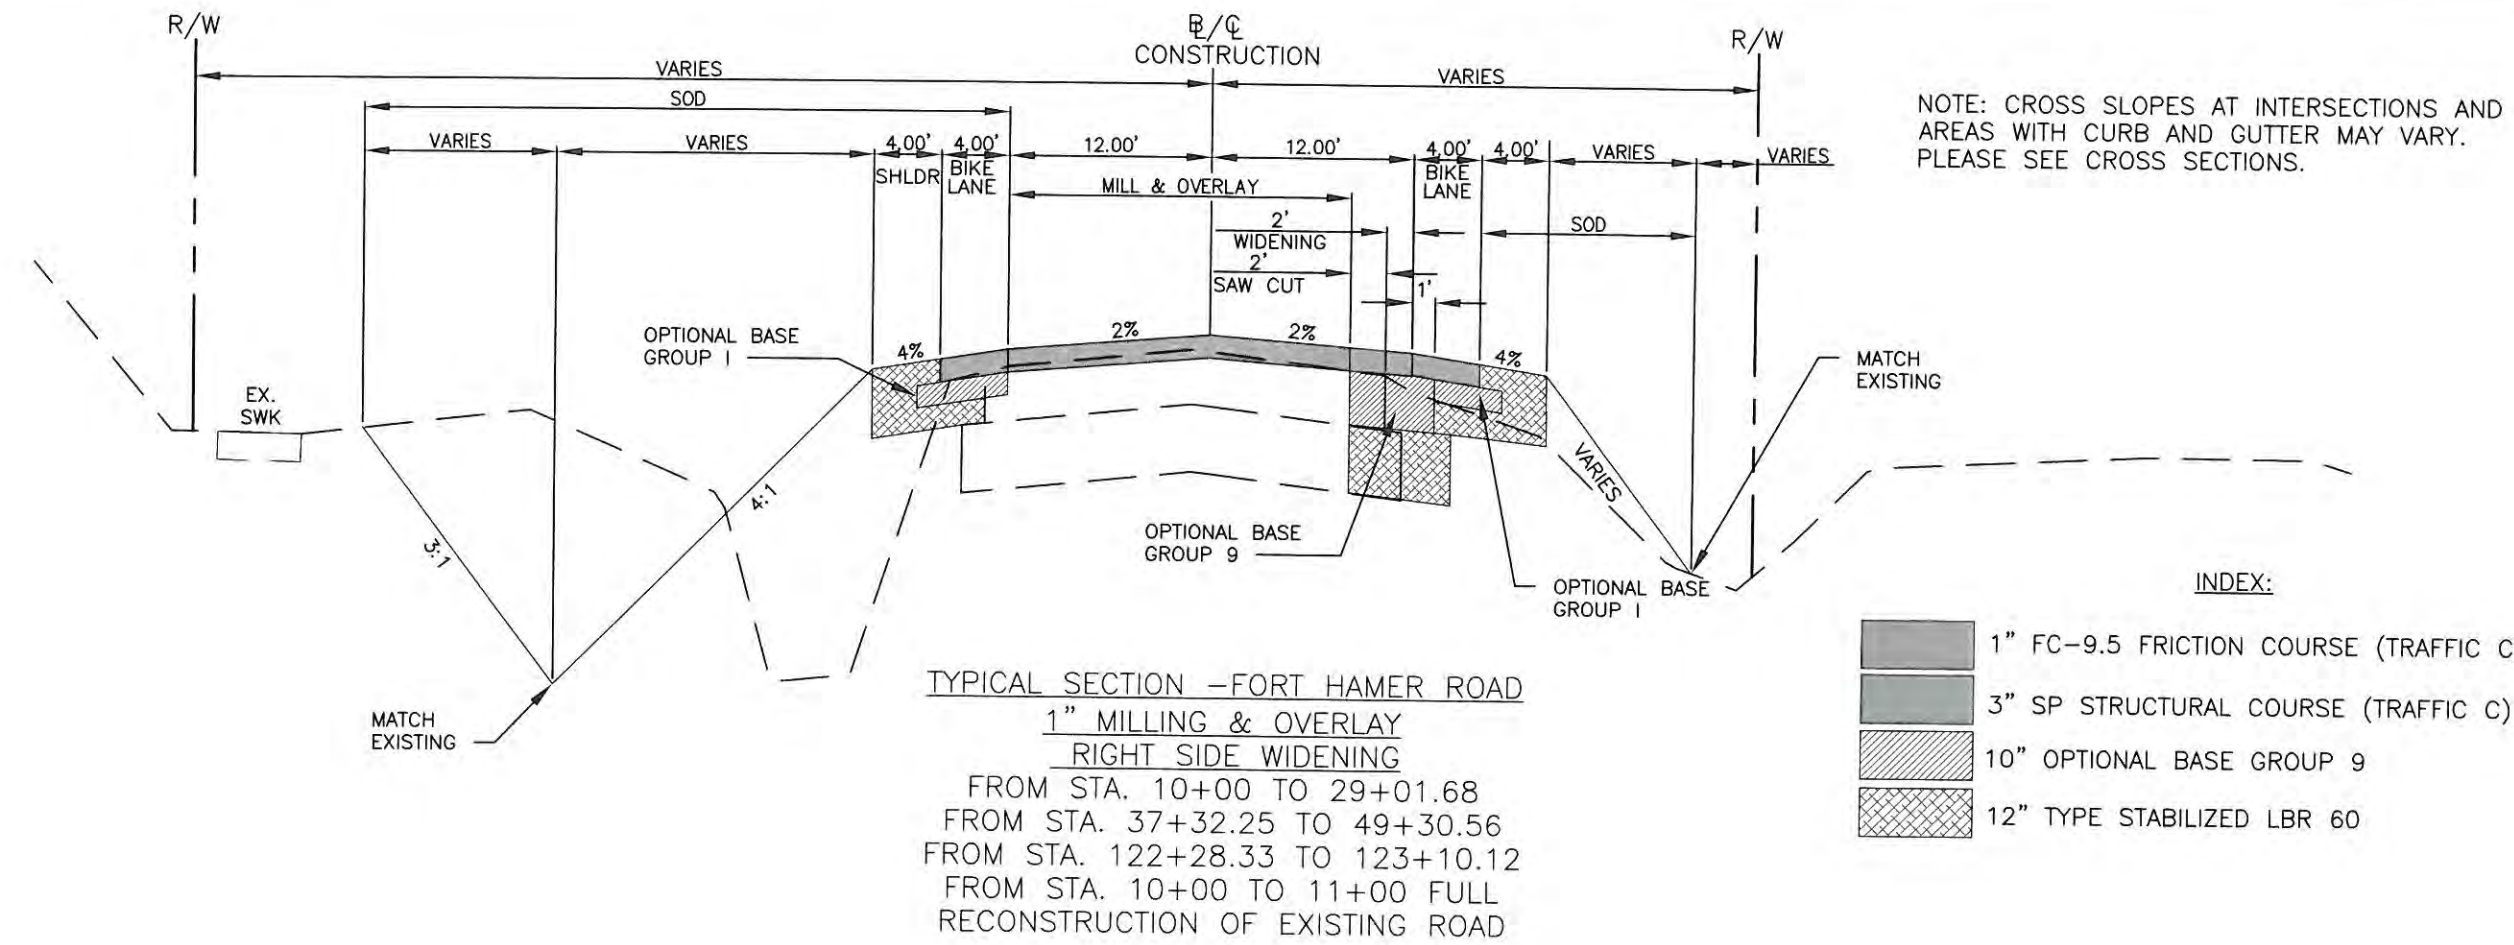 R/W
B/C
CONSTRUCTION
R/W
VARIES
VARIES
SOD
VARIES
VARIES
4.00'
SHLDR
4.00'
BIKE
LANE
12.00'
12.00'
4.00'
BIKE
LANE
4.00'
VARIES
VARIES
MILL & OVERLAY
2'
WIDENING
2'
SAW CUT
1'
SOD
NOTE: CROSS SLOPES AT INTERSECTIONS AND
AREAS WITH CURB AND GUTTER MAY VARY.
PLEASE SEE CROSS SECTIONS.
OPTIONAL BASE
GROUP I
4%
2%
2%
4%
MATCH
EXISTING
EX.
SWK
3:1
4:1
VARIES
OPTIONAL BASE
GROUP 9
OPTIONAL BASE
GROUP I
MATCH
EXISTING
TYPICAL SECTION -FORT HAMER ROAD
1" MILLING & OVERLAY
RIGHT SIDE WIDENING
FROM STA. 10+00 TO 29+01.68
FROM STA. 37+32.25 TO 49+30.56
FROM STA. 122+28.33 TO 123+10.12
FROM STA. 10+00 TO 11+00 FULL
RECONSTRUCTION OF EXISTING ROAD
INDEX:
1" FC-9.5 FRICTION COURSE (TRAFFIC C
3" SP STRUCTURAL COURSE (TRAFFIC C)
10" OPTIONAL BASE GROUP 9
12" TYPE STABILIZED LBR 60